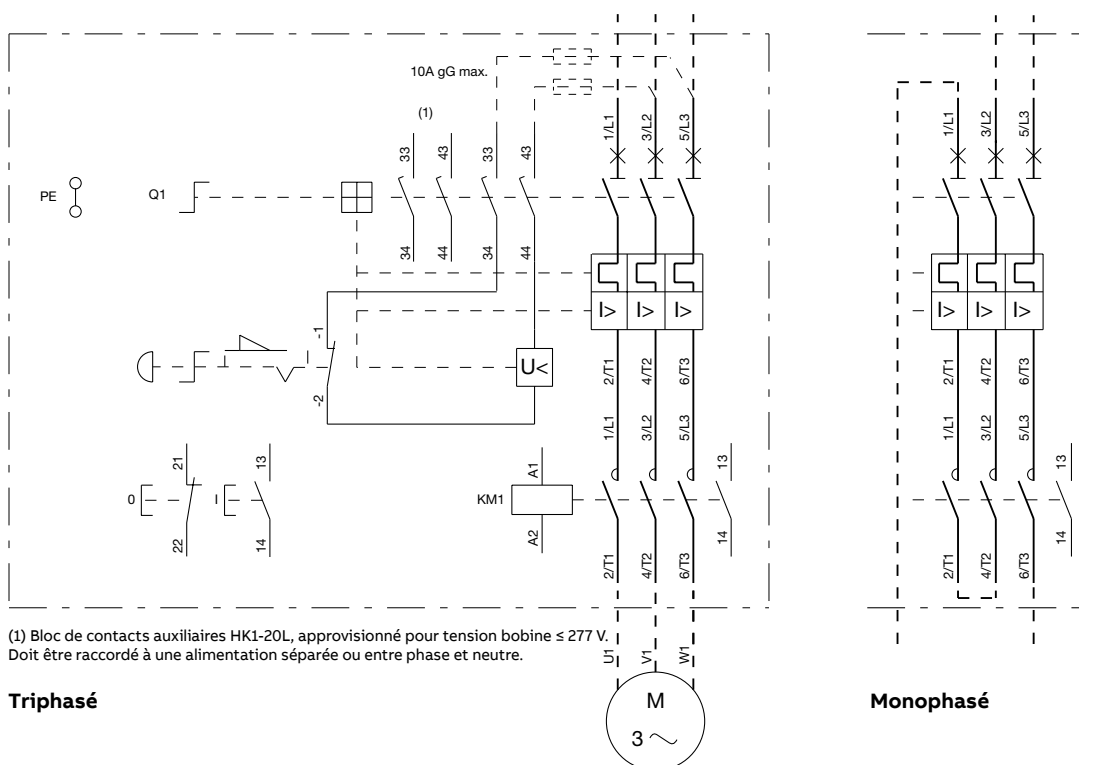 10A gG max.
(1)
33
43
33
43
1/L1
3/L2
5/L3
1/L1
3/L2
5/L3
PE
Q1
34
44
34
44
I>
I>
I>
I>
I>
I>
-1
U<
-2
2/T1
4/T2
6/T3
2/T1
4/T2
6/T3
1/L1
3/L2
5/L3
1/L1
3/L2
5/L3
21
13
A1
13
13
0
I
KM1
22
14
A2
14
14
2/T1
4/T2
6/T3
2/T1
4/T2
6/T3
(1) Bloc de contacts auxiliaires HK1-20L, approvisionné pour tension bobine ≤ 277 V.
Doit être raccordé à une alimentation séparée ou entre phase et neutre.
U1
V1
W1
Triphasé
M
3
Monophasé